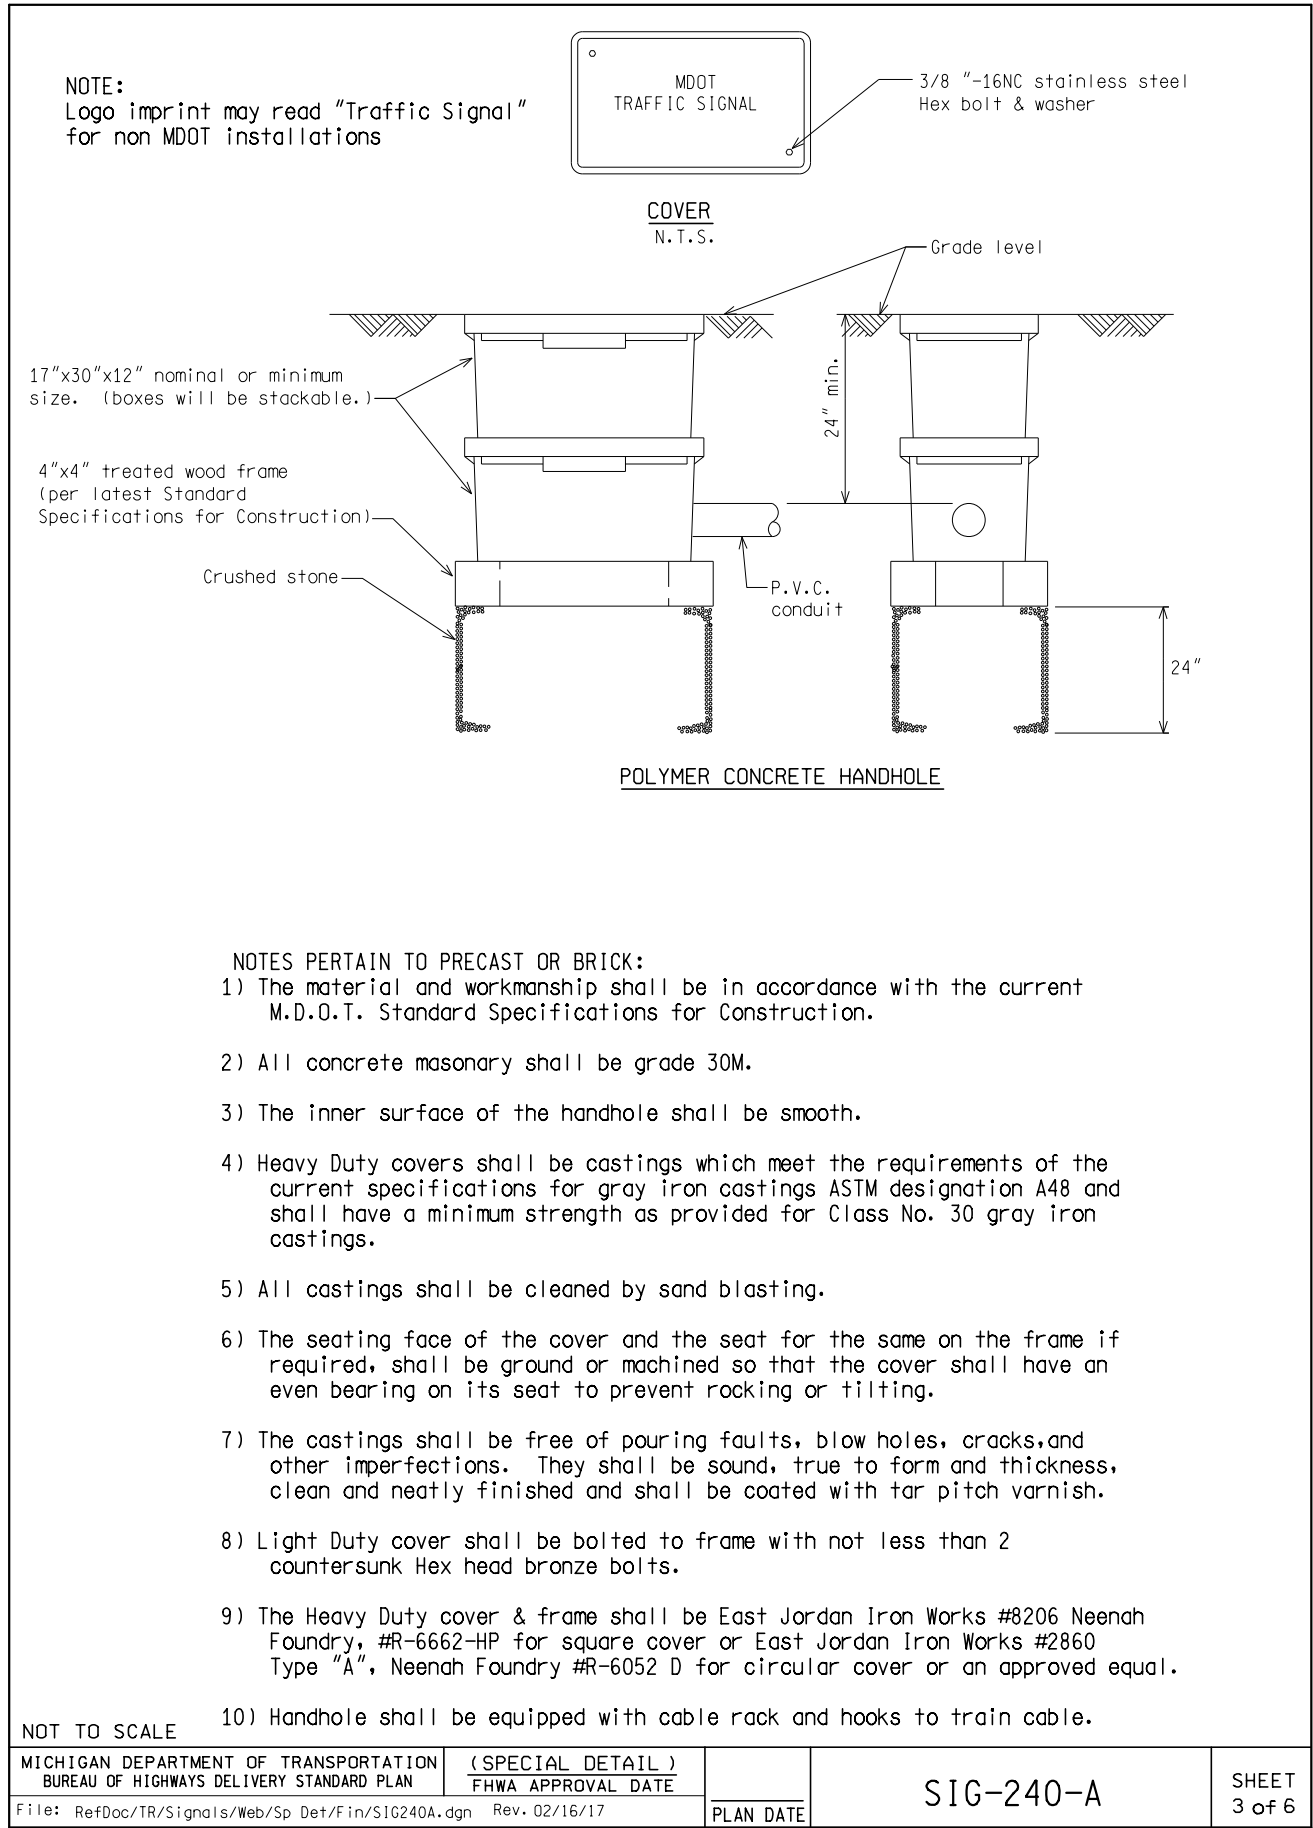 NOTE:
Logo imprint may read "Traffic Signal"
for non MDOT installations
MDOT
TRAFFIC SIGNAL
3/8 "-16NC stainless steel
Hex bolt & washer
COVER
N.T.S.
Grade level
17"x30"x12" nominal or minimum
size. (boxes will be stackable.)
24" min.
4"x4" treated wood frame
(per latest Standard
Specifications for Construction)
Crushed stone
P.V.C.
conduit
24"
POLYMER CONCRETE HANDHOLE
NOTES PERTAIN TO PRECAST OR BRICK:
1) The material and workmanship shall be in accordance with the current
M.D.O.T. Standard Specifications for Construction.
2) All concrete masonary shall be grade 30M.
3) The inner surface of the handhole shall be smooth.
4) Heavy Duty covers shall be castings which meet the requirements of the
current specifications for gray iron castings ASTM designation A48 and
shall have a minimum strength as provided for Class No. 30 gray iron
castings.
5) All castings shall be cleaned by sand blasting.
6) The seating face of the cover and the seat for the same on the frame if
required, shall be ground or machined so that the cover shall have an
even bearing on its seat to prevent rocking or tilting.
7) The castings shall be free of pouring faults, blow holes, cracks,and
other imperfections. They shall be sound, true to form and thickness,
clean and neatly finished and shall be coated with tar pitch varnish.
8) Light Duty cover shall be bolted to frame with not less than 2
countersunk Hex head bronze bolts.
9) The Heavy Duty cover & frame shall be East Jordan Iron Works #8206 Neenah
Foundry, #R-6662-HP for square cover or East Jordan Iron Works #2860
Type "A", Neenah Foundry #R-6052 D for circular cover or an approved equal.
10) Handhole shall be equipped with cable rack and hooks to train cable.
NOT TO SCALE
MICHIGAN DEPARTMENT OF TRANSPORTATION
BUREAU OF HIGHWAYS DELIVERY STANDARD PLAN
(SPECIAL DETAIL)
FHWA APPROVAL DATE
File: RefDoc/TR/Signals/Web/Sp Det/Fin/SIG240A.dgn Rev. 02/16/17
PLAN DATE
SIG-240-A
SHEET
3 of 6